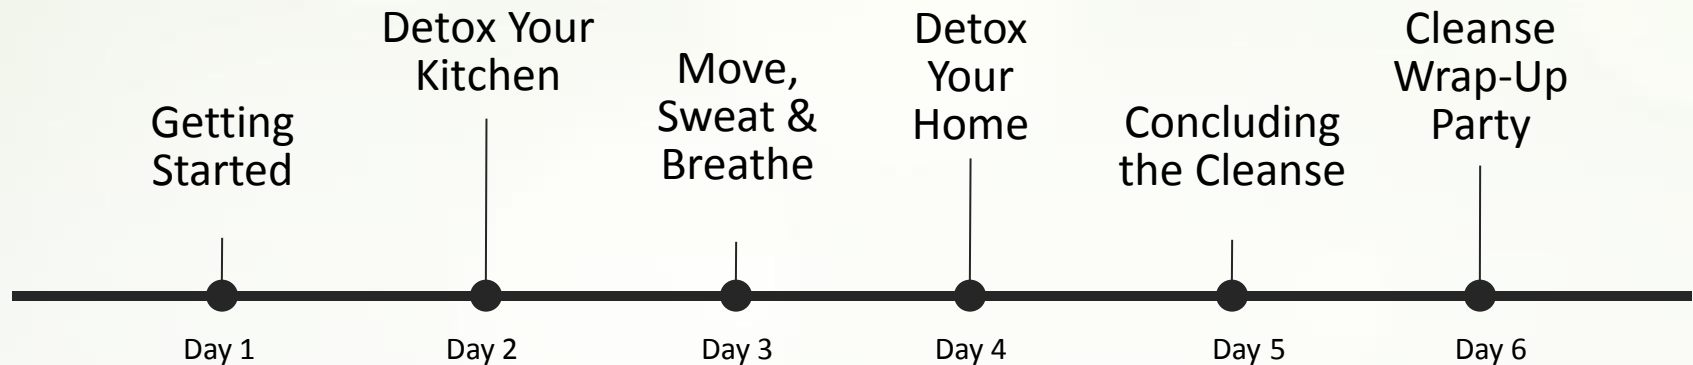 Getting
Started
Detox Your
Kitchen
Move,
Sweat &
Breathe
Detox
Your
Home
Concluding
the Cleanse
Cleanse
Wrap-Up
Party
Day 1
Day 2
Day 3
Day 4
Day 5
Day 6